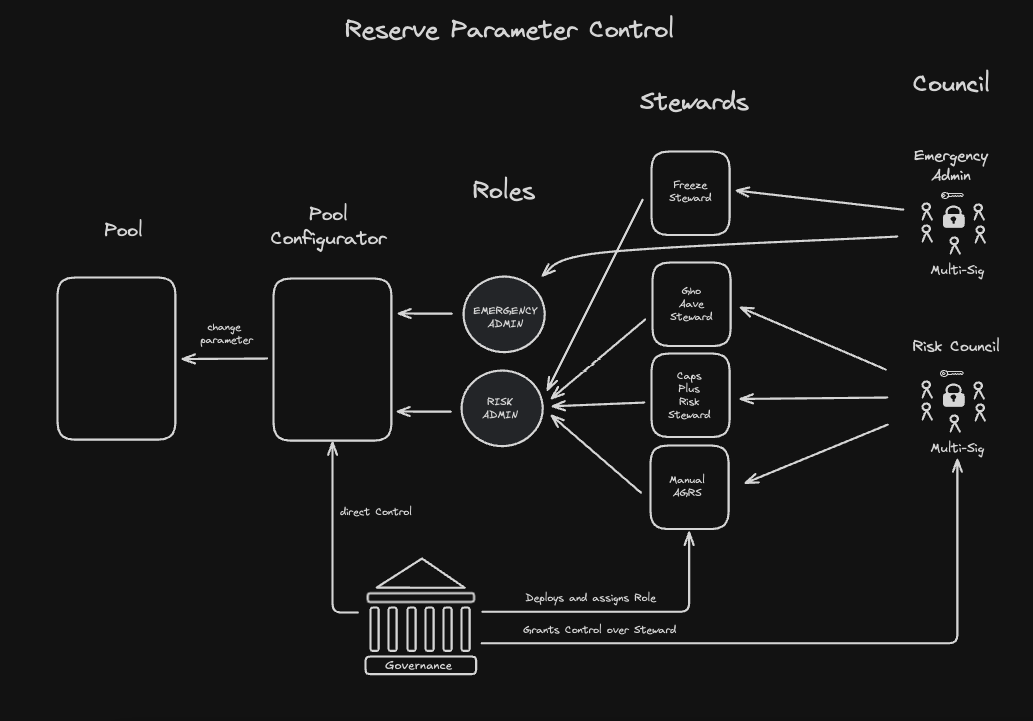 Reserve Parameter Control
Council
Stewards
Emergency
Admin
Freeze
Steward
Roles
Pool
Configurator
Pool
Multi-Sig
Gho
Aave
Steward
EMERGENCY
ADMIN
change
parameter
Risk Council
Caps
Plus
Risk
Steward
RISK
ADMIN
Multi-Sig
Manual
AGRS
direct Control
Deploys and assigns Role
Grants Control over Steward
Governance